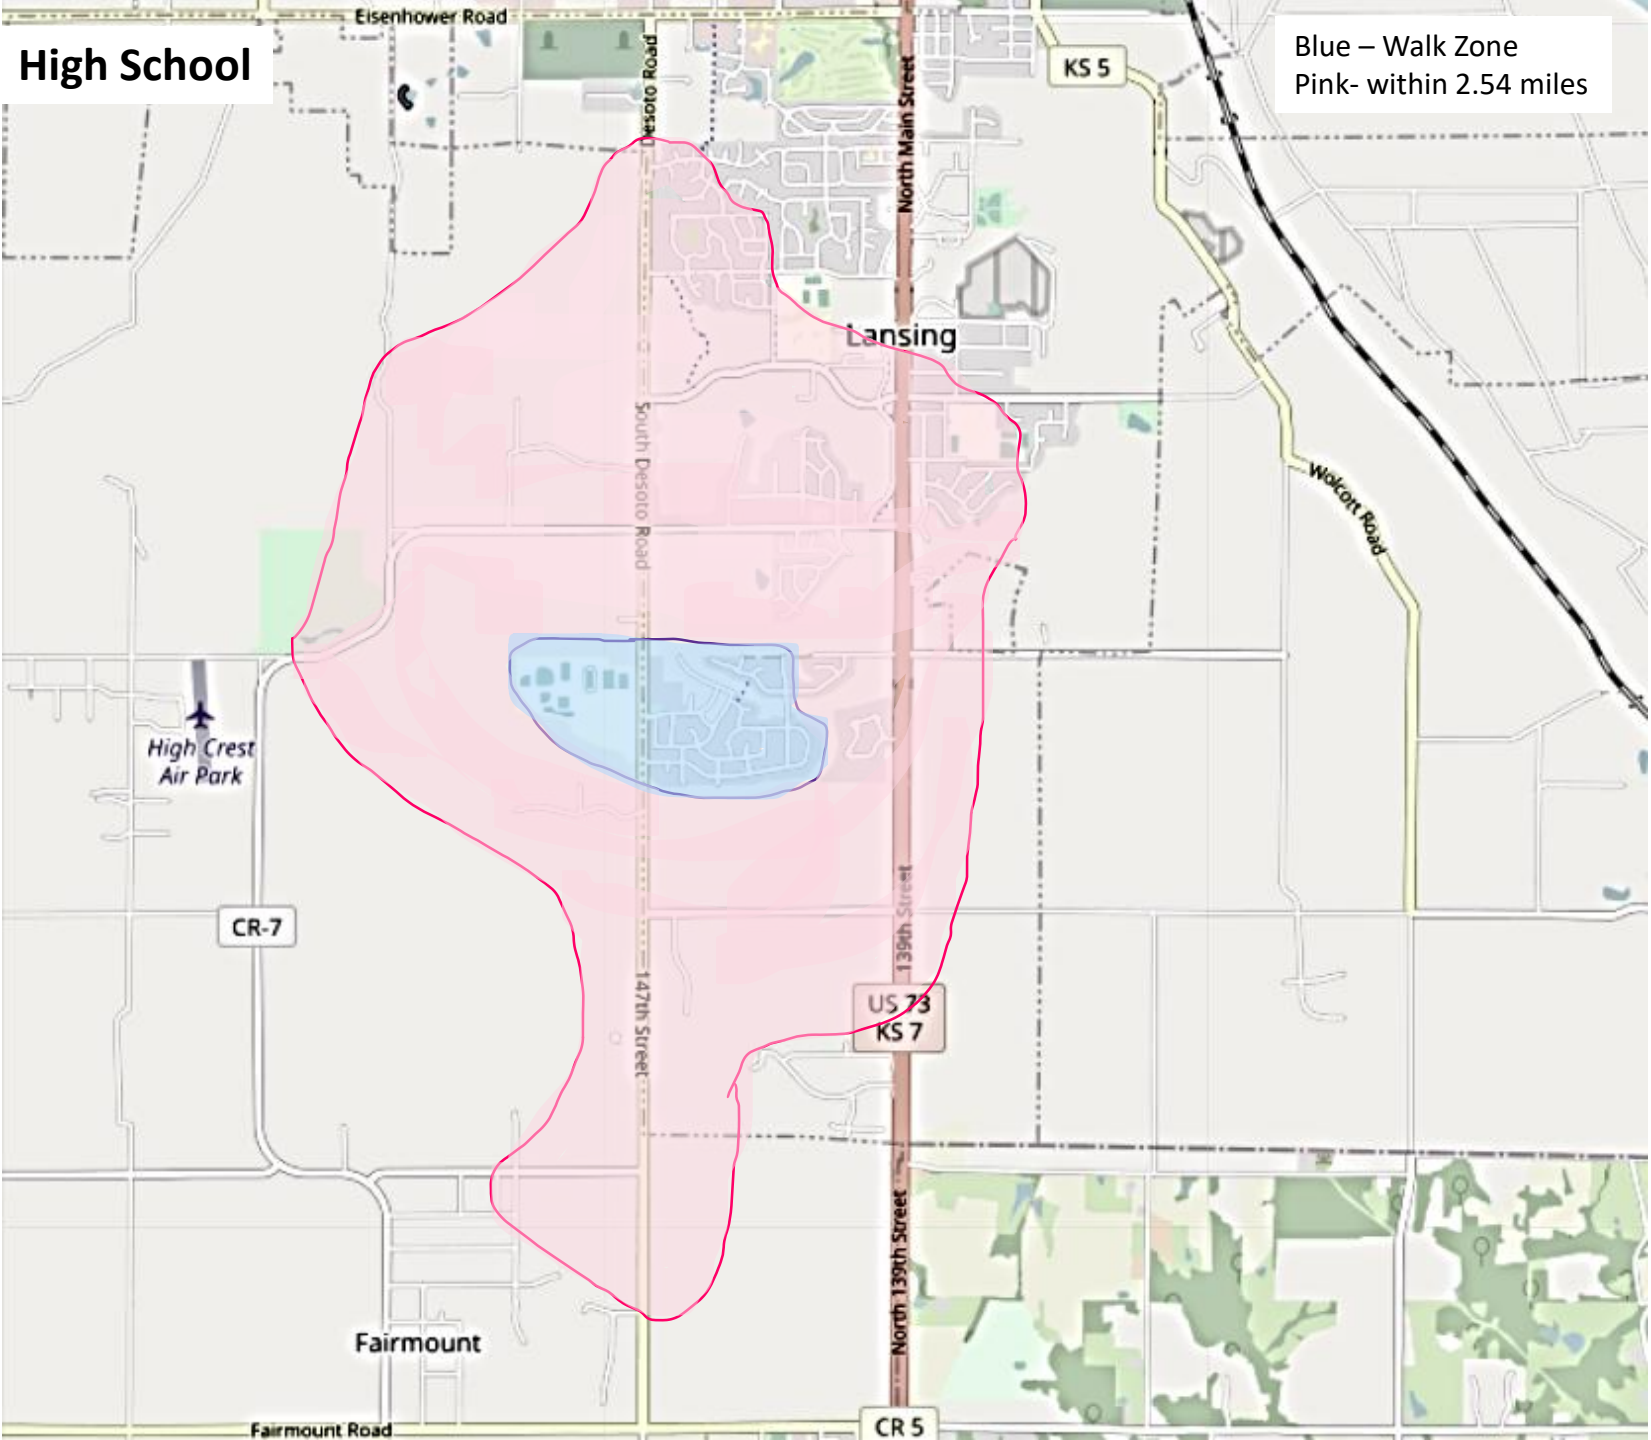 Eisenhower Road
High School
Blue – Walk Zone
Pink- within 2.54 miles
KS 5
Desoto Road
North Main Street
Lansing
South Desoto Road
Wolcott Road
High Crest
Air Park
CR-7
139th Street
147th Street
US 73
KS 7
North 139th Street
Fairmount
Fairmount Road
CR 5